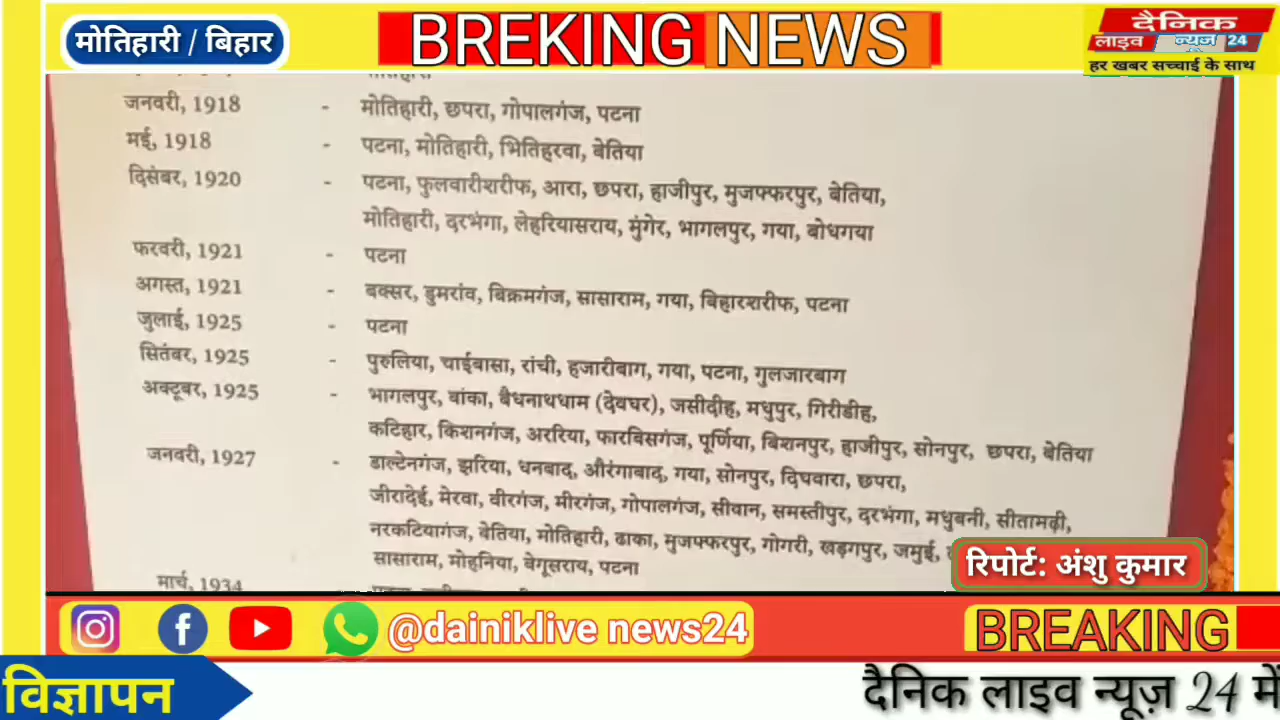 मोतिहारी / बिहार
BREKING NEWS
दैनिक
लाइव न्यूज 24
हर खबर सच्चाई के साथ
जनवरी, 1918 - मोतिहारी, छपरा, गोपालगंज, पटना
मई, 1918 - पटना, मोतिहारी, भितिहरवा, बेतिया
दिसंबर, 1920 - पटना, फुलवारीशरीफ, आरा, छपरा, हाजीपुर, मुजफ्फरपुर, बेतिया,
मोतिहारी, दरभंगा, लेहरियासराय, मुंगेर, भागलपुर, गया, बोधगया
फरवरी, 1921 - पटना
अगस्त, 1921 - बक्सर, डुमरांव, बिक्रमगंज, सासाराम, गया, बिहारशरीफ, पटना
जुलाई, 1925 - पटना
सितंबर, 1925 - पुरुलिया, चाईबासा, रांची, हजारीबाग, गया, पटना, गुलजारबाग
अक्टूबर, 1925 - भागलपुर, बांका, बैधनाथधाम (देवघर), जसीदीह, मधुपुर, गिरीडीह,
कटिहार, किशनगंज, अररिया, फारबिसगंज, पूर्णिया, बिशनपुर, हाजीपुर, सोनपुर, छपरा, बेतिया
जनवरी, 1927 - डाल्टेनगंज, झरिया, धनबाद, औरंगाबाद, गया, सोनपुर, दिघवारा, छपरा,
जीरादेई, मेरवा, वीरगंज, मीरगंज, गोपालगंज, सीवान, समस्तीपुर, दरभंगा, मधुबनी, सीतामढ़ी,
नरकटियागंज, बेतिया, मोतिहारी, ढाका, मुजफ्फरपुर, गोगरी, खड़गपुर, जमुई,
सासाराम, मोहनिया, बेगूसराय, पटना
मार्च, 1934
रिपोर्ट: अंशु कुमार
@dainiklive news24
BREAKING
विज्ञापन
दैनिक लाइव न्यूज़ 24 में